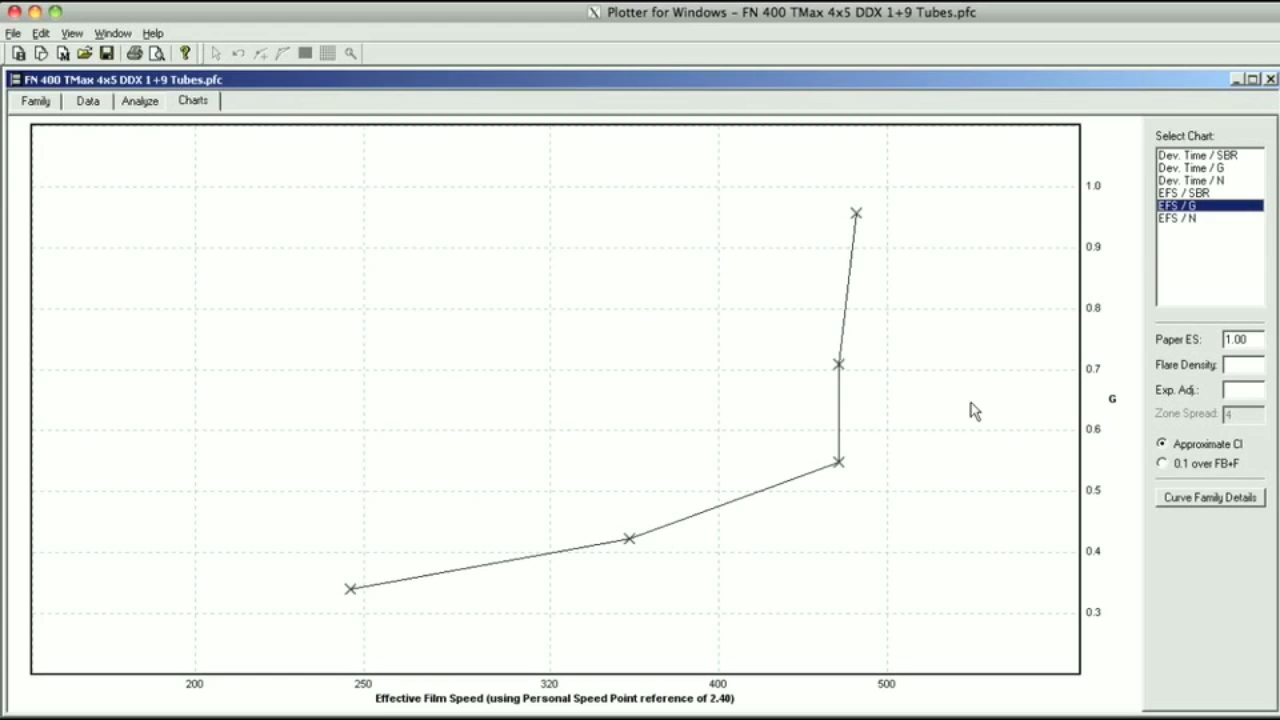 Plotter for Windows – FN 400 TMax 4x5 DDX 1+9 Tubes.pfc
File Edit View Window Help
FN 400 TMax 4x5 DDX 1+9 Tubes.pfc
Family Data Analyze Charts
Select Chart:
Dev. Time / SBR
Dev. Time / G
Dev. Time / N
EFS / SBR
EFS / G
EFS / N
1.0
0.9
0.8
0.7
G
0.6
0.5
0.4
0.3
Paper ES: 1.00
Flare Density:
Exp. Adj.:
Zone Spread: 4
Approximate CI
0.1 over FB+F
Curve Family Details
200 250 320 400 500
Effective Film Speed (using Personal Speed Point reference of 2.40)